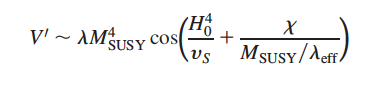 V′ ∼ λM⁴_SUSY cos(H₀⁴/υ_S + χ/(M_SUSY/λ_eff))